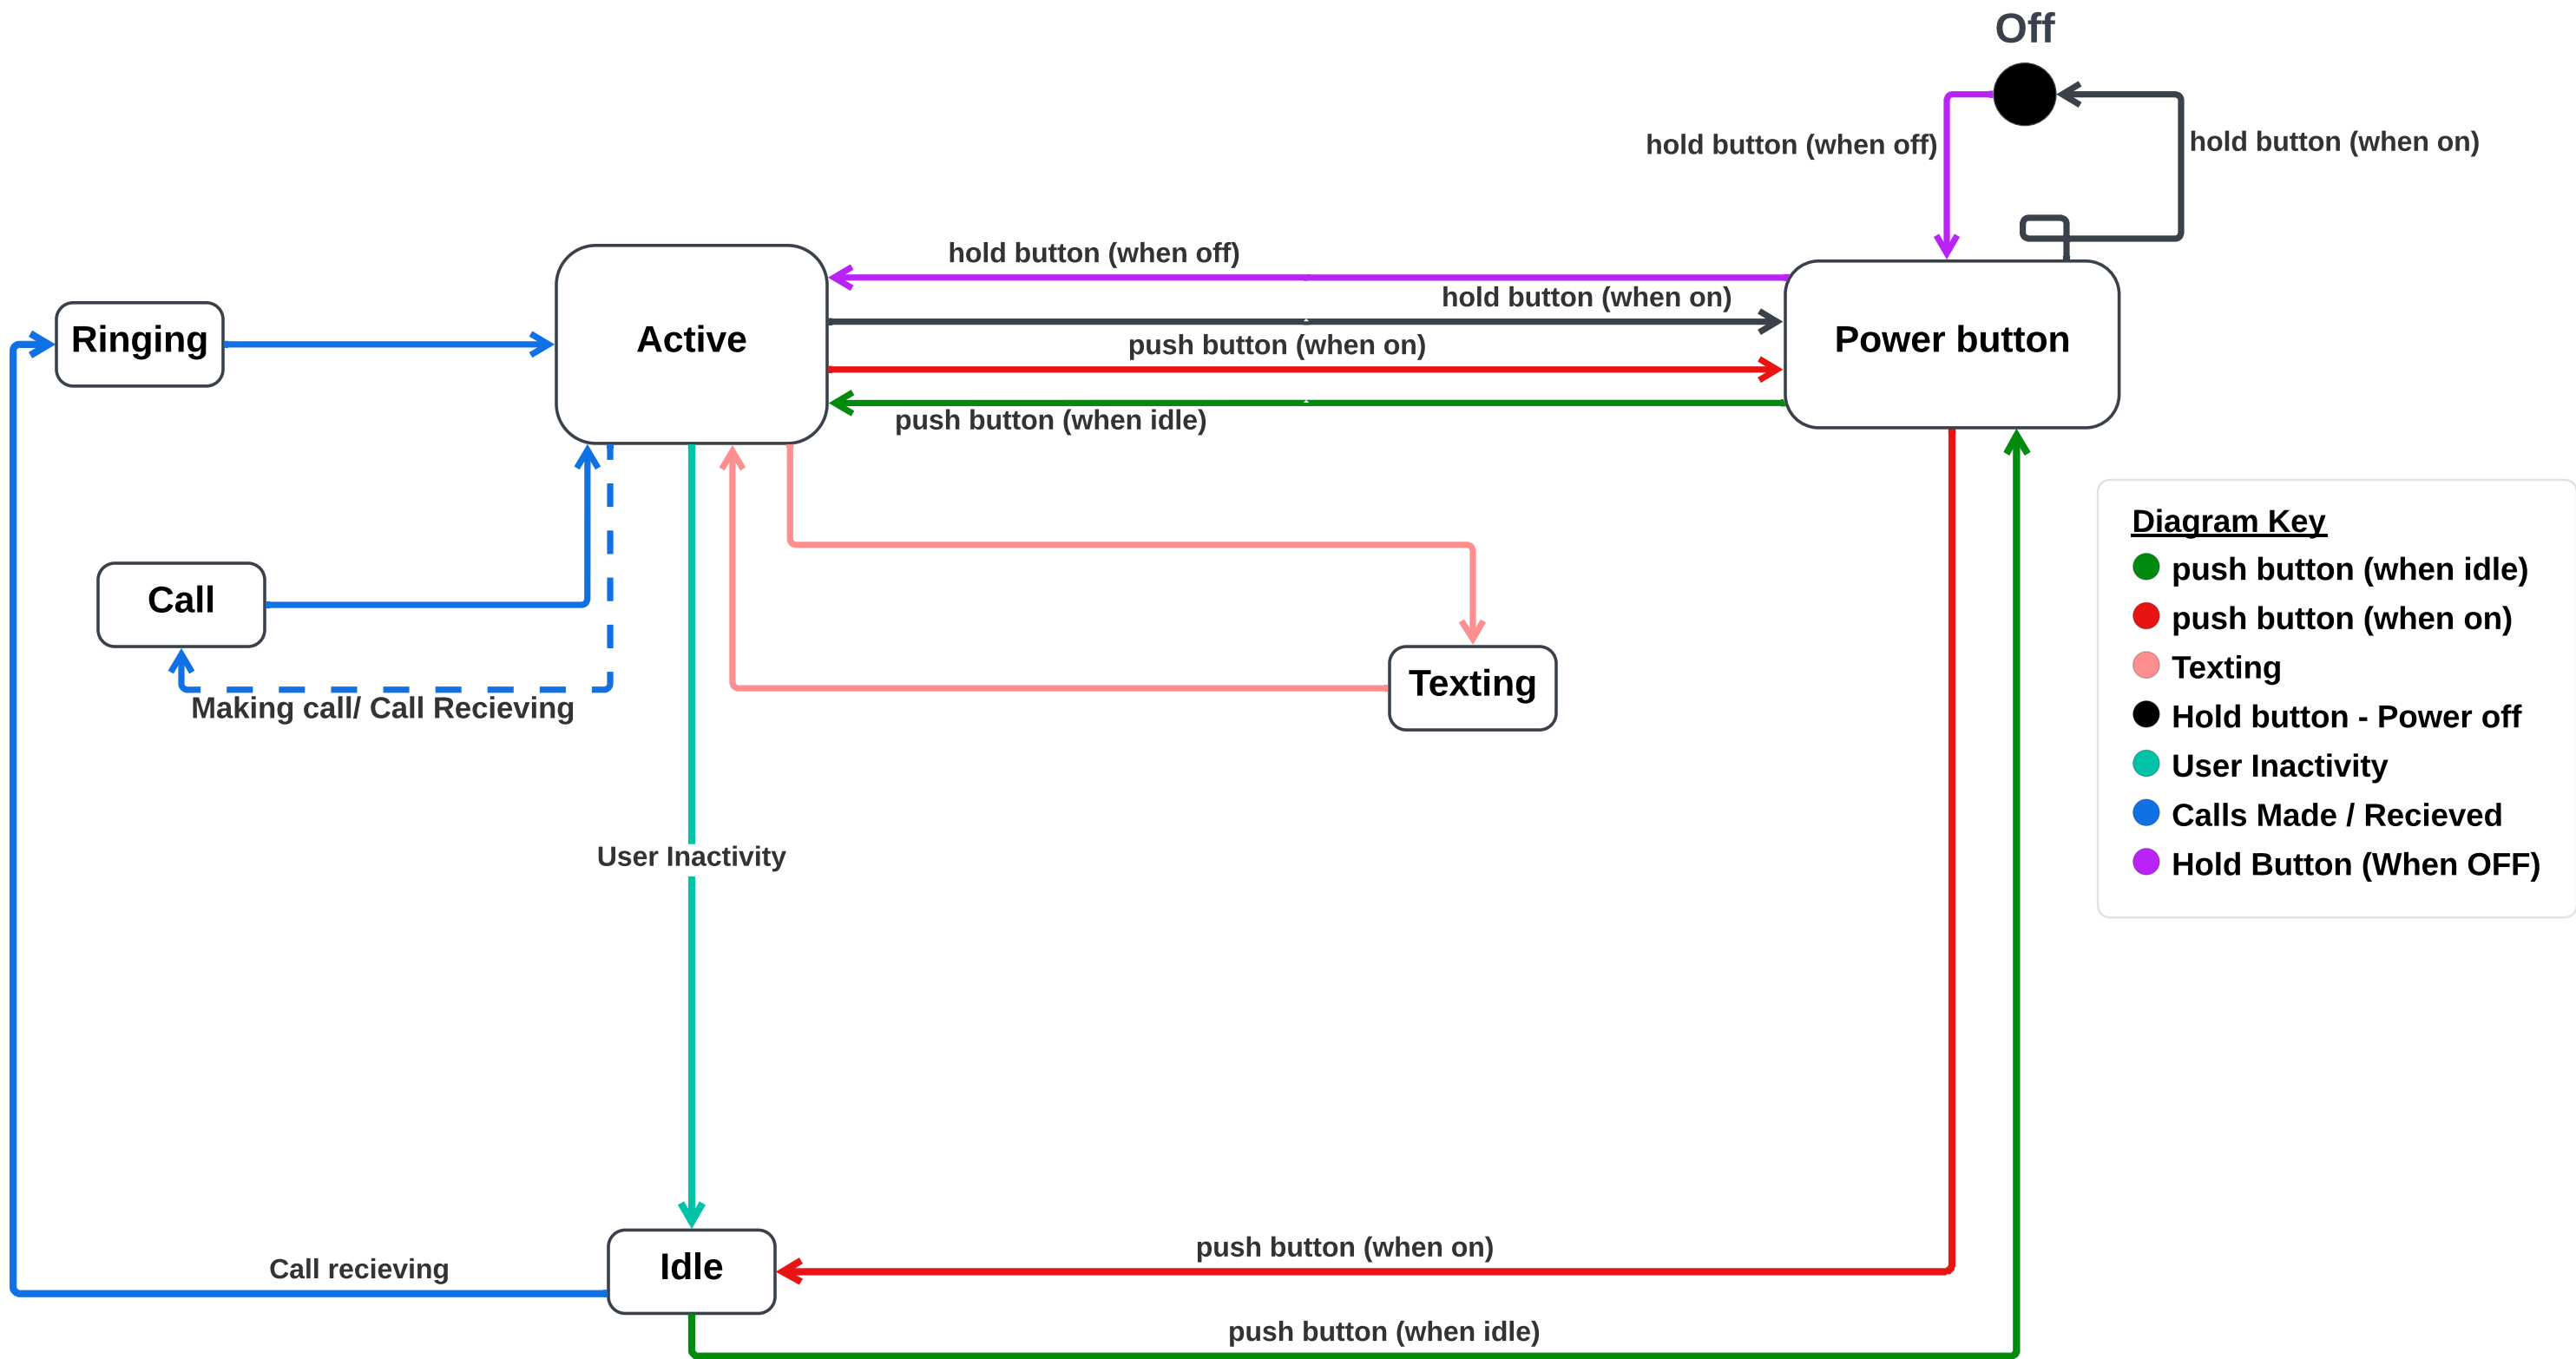 Off
hold button (when off)
hold button (when on)
hold button (when off)
hold button (when on)
Ringing
Active
push button (when on)
Power button
push button (when idle)
Call
Making call/ Call Recieving
Texting
Diagram Key
push button (when idle)
push button (when on)
Texting
Hold button - Power off
User Inactivity
Calls Made / Recieved
Hold Button (When OFF)
User Inactivity
Idle
push button (when on)
Call recieving
push button (when idle)